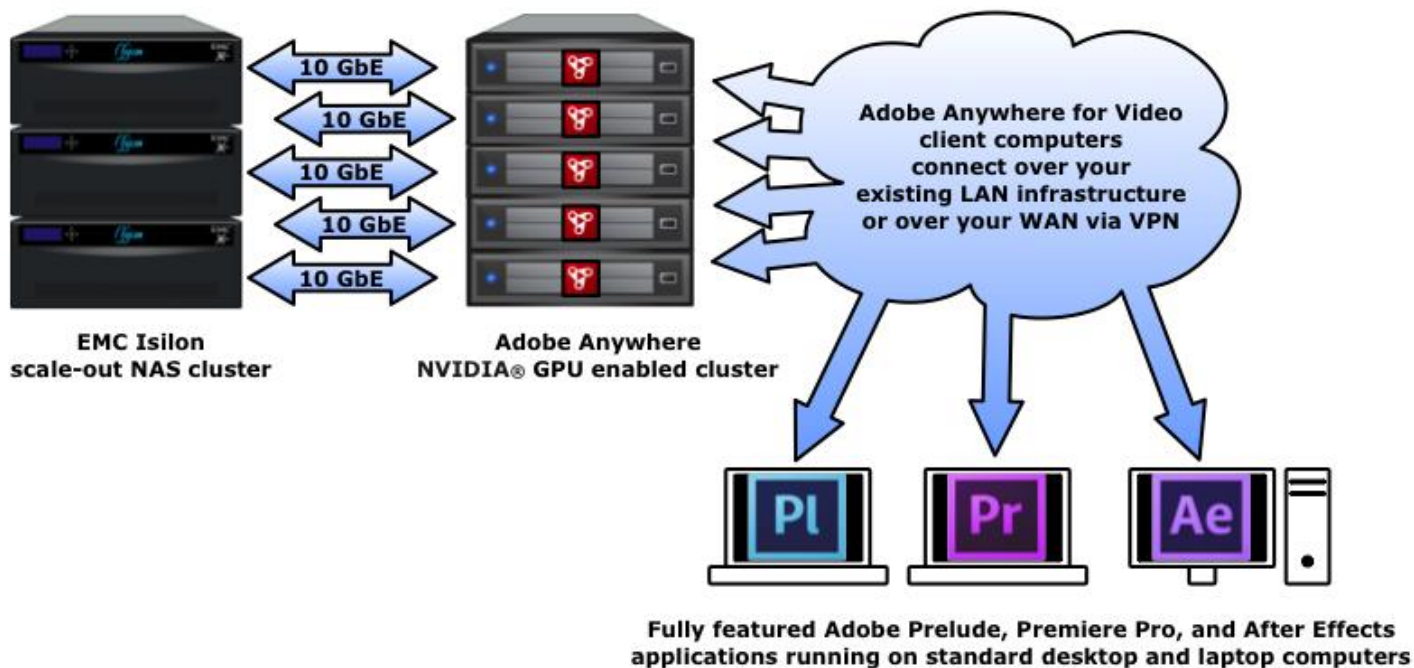 10 GbE
10 GbE
10 GbE
10 GbE
10 GbE
EMC Isilon
scale-out NAS cluster
Adobe Anywhere
NVIDIA® GPU enabled cluster
Adobe Anywhere for Video
client computers
connect over your
existing LAN infrastructure
or over your WAN via VPN
Pl
Pr
Ae
Fully featured Adobe Prelude, Premiere Pro, and After Effects
applications running on standard desktop and laptop computers